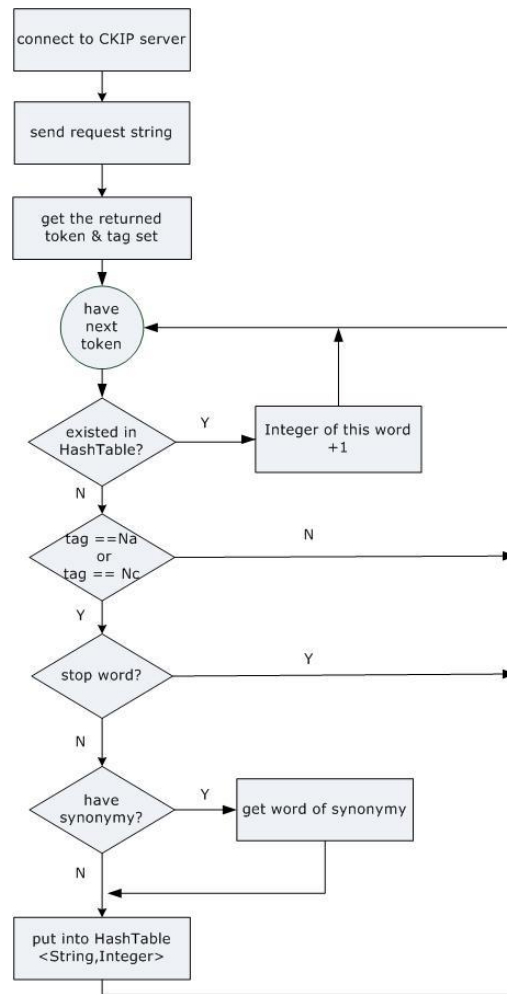 connect to CKIP server
send request string
get the returned
token & tag set
have
next
token
existed in
HashTable?
Y
Integer of this word
+1
N
tag ==Na
or
tag == Nc
N
Y
stop word?
Y
N
have
synonymy?
Y
get word of synonymy
N
put into HashTable
<String,Integer>